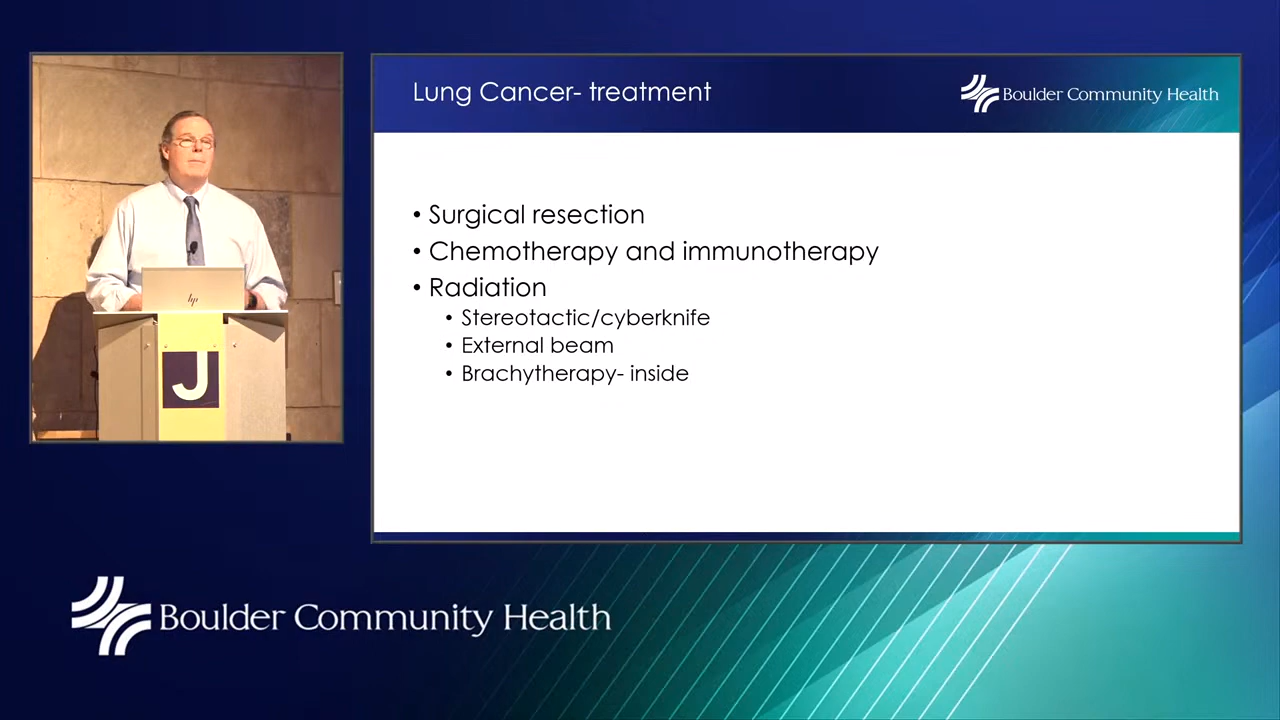 Lung Cancer- treatment
Boulder Community Health
• Surgical resection
• Chemotherapy and immunotherapy
• Radiation
• Stereotactic/cyberknife
• External beam
• Brachytherapy- inside
hp
J
Boulder Community Health